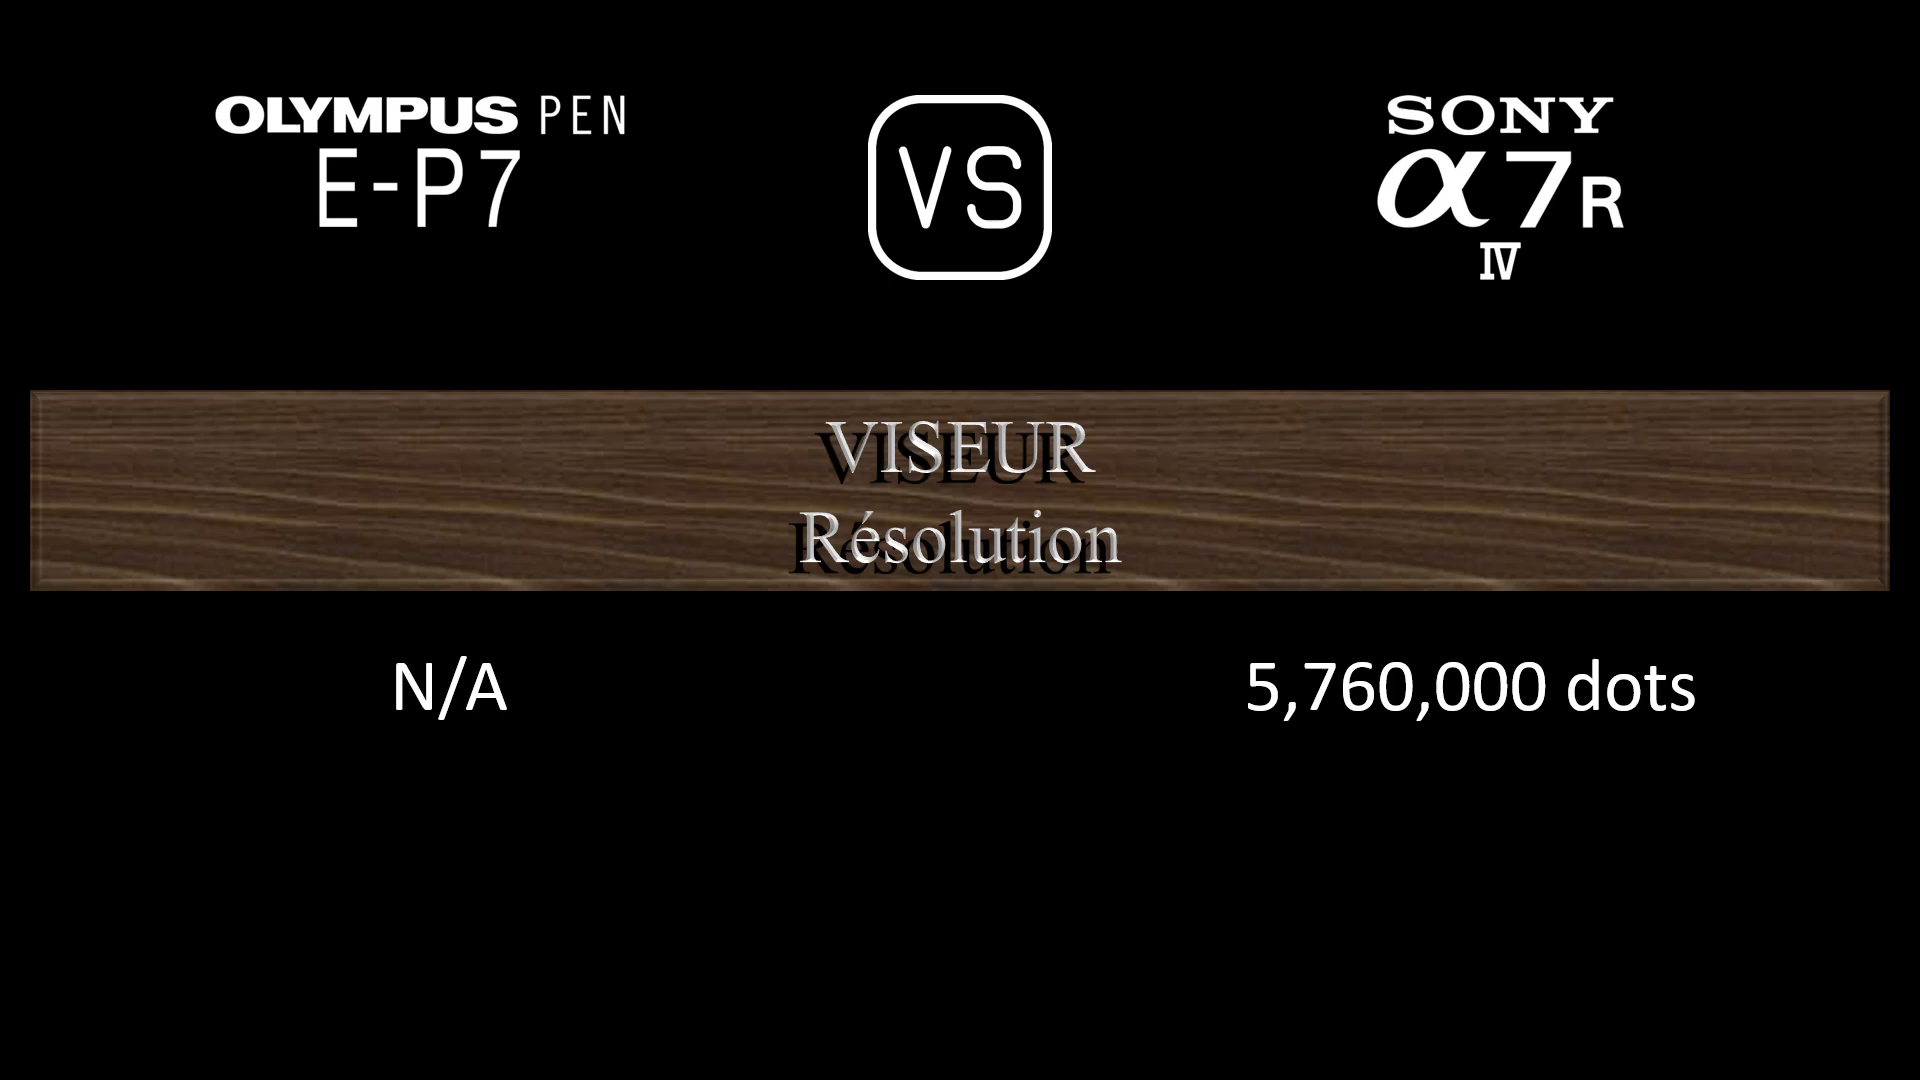 OLYMPUS PEN
E-P7
VS
SONY
α7R
IV
VISEUR
Résolution
N/A
5,760,000 dots